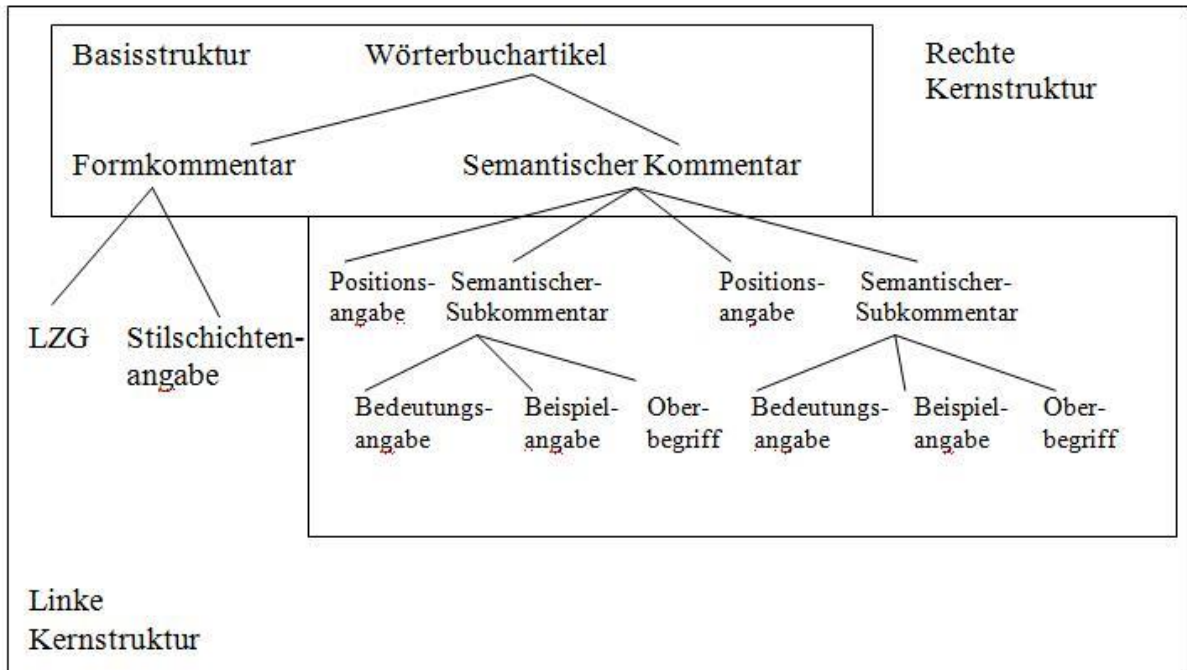 Basisstruktur
Wörterbuchartikel
Rechte
Kernstruktur
Formkommentar
Semantischer Kommentar
Positions-
angabe
Semantischer-
Subkommentar
Positions-
angabe
Semantischer-
Subkommentar
LZG
Stilschichten-
angabe
Bedeutungs-
angabe
Beispiel-
angabe
Ober-
begriff
Bedeutungs-
angabe
Beispiel-
angabe
Ober-
begriff
Linke
Kernstruktur